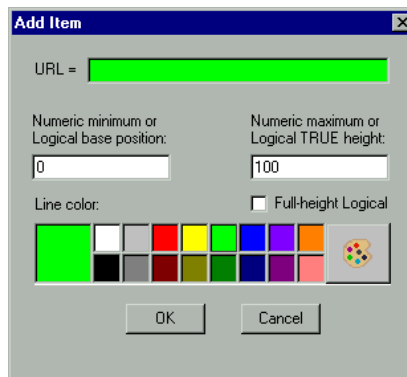 Add Item
URL =
Numeric minimum or
Logical base position:
0
Numeric maximum or
Logical TRUE height:
100
Line color:
Full-height Logical
OK
Cancel